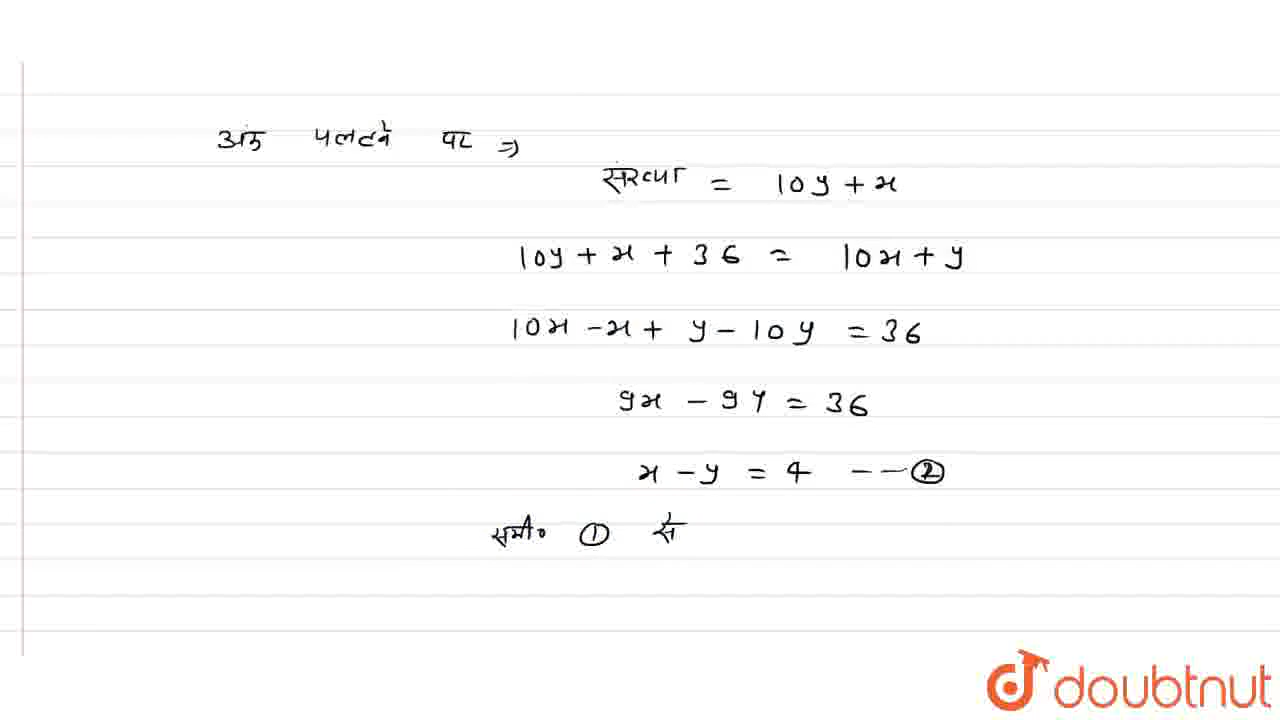 अंक पलटने पर ⇒
संख्या = 10y + x
10y + x + 36 = 10x + y
10x - x + y - 10y = 36
9x - 9y = 36
x - y = 4 -- ②
समी० ① से
doubtnut